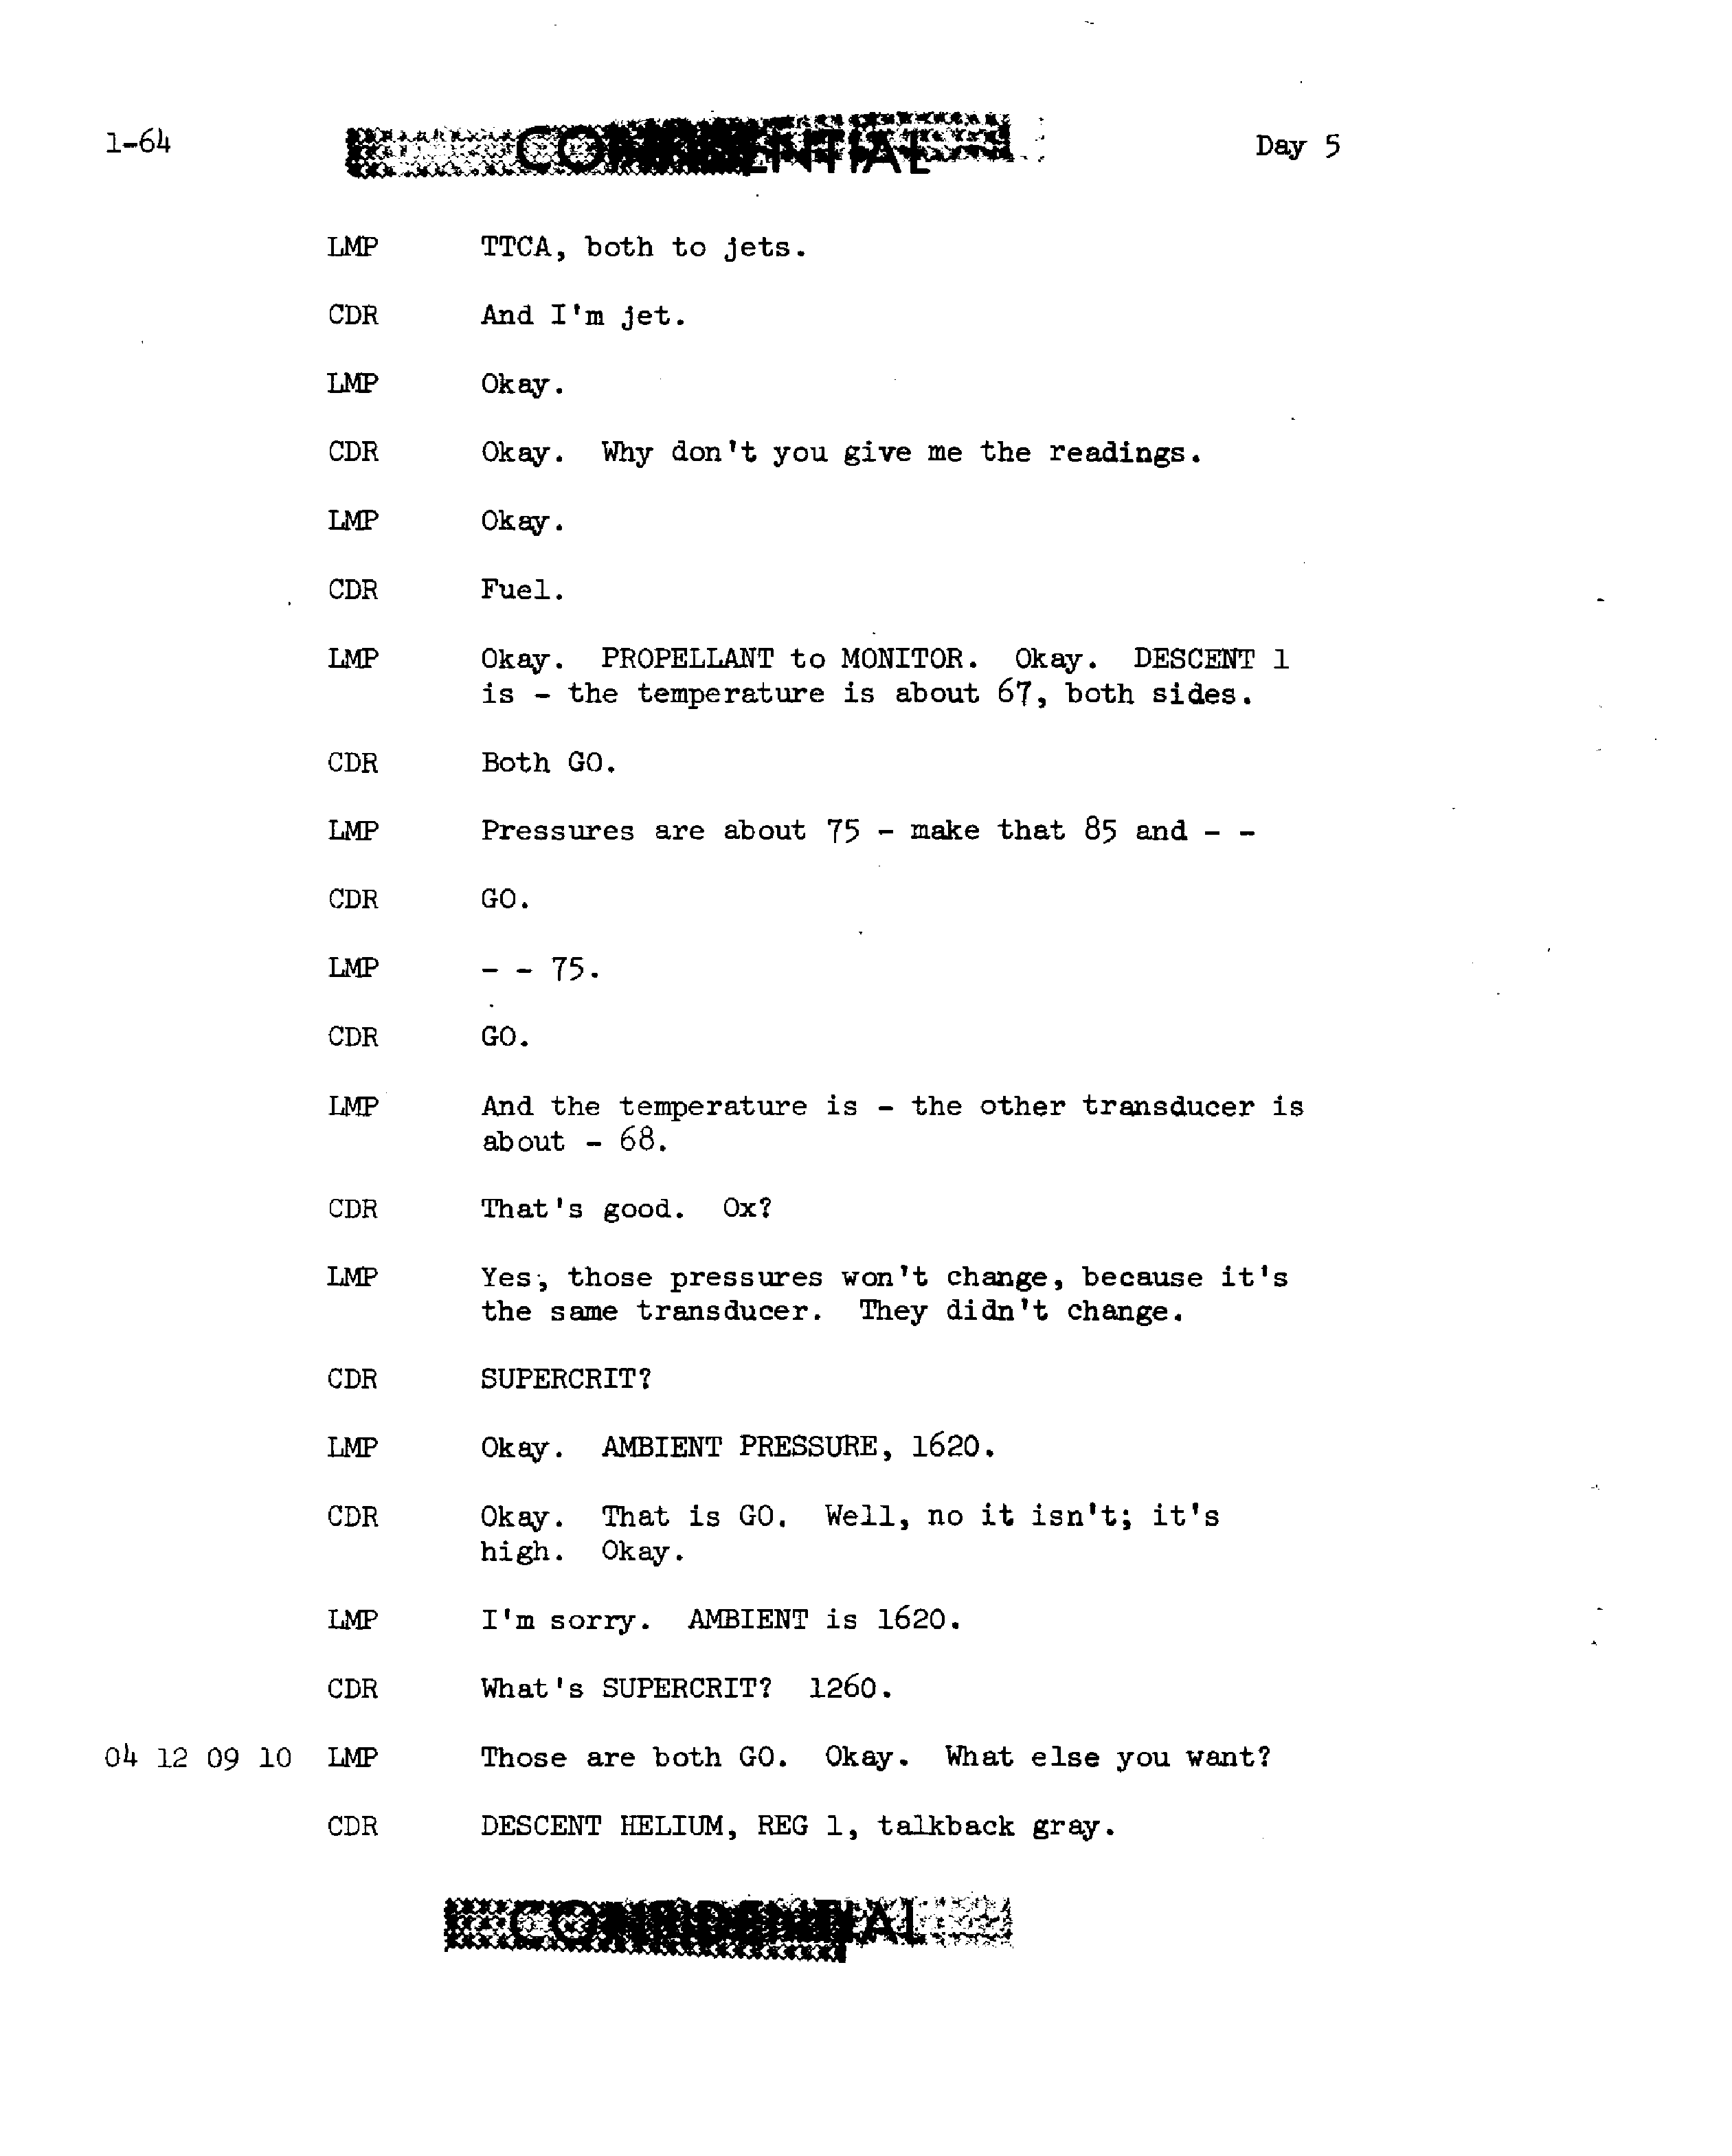 1-64
CONFIDENTIAL
Day 5
LMP TTCA, both to jets.
CDR And I'm jet.
LMP Okay.
CDR Okay. Why don't you give me the readings.
LMP Okay.
CDR Fuel.
LMP Okay. PROPELLANT to MONITOR. Okay. DESCENT 1
is - the temperature is about 67, both sides.
CDR Both GO.
LMP Pressures are about 75 - make that 85 and - -
CDR GO.
LMP - - 75.
CDR GO.
LMP And the temperature is - the other transducer is
about - 68.
CDR That's good. Ox?
LMP Yes, those pressures won't change, because it's
the same transducer. They didn't change.
CDR SUPERCRIT?
LMP Okay. AMBIENT PRESSURE, 1620.
CDR Okay. That is GO. Well, no it isn't; it's
high. Okay.
LMP I'm sorry. AMBIENT is 1620.
CDR What's SUPERCRIT? 1260.
04 12 09 10 LMP Those are both GO. Okay. What else you want?
CDR DESCENT HELIUM, REG 1, talkback gray.
CONFIDENTIAL